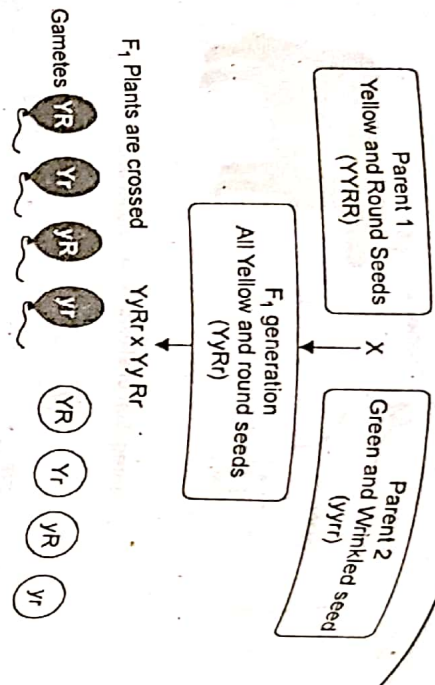 Parent 1
Yellow and Round Seeds
(YYRR)
X
Parent 2
Green and Wrinkled seed
(yyrr)
F₁ generation
All Yellow and round seeds
(YyRr)
F₁ Plants are crossed
YyRr x Yy Rr
Gametes
YR
Yr
yR
yr
YR
Yr
yR
yr